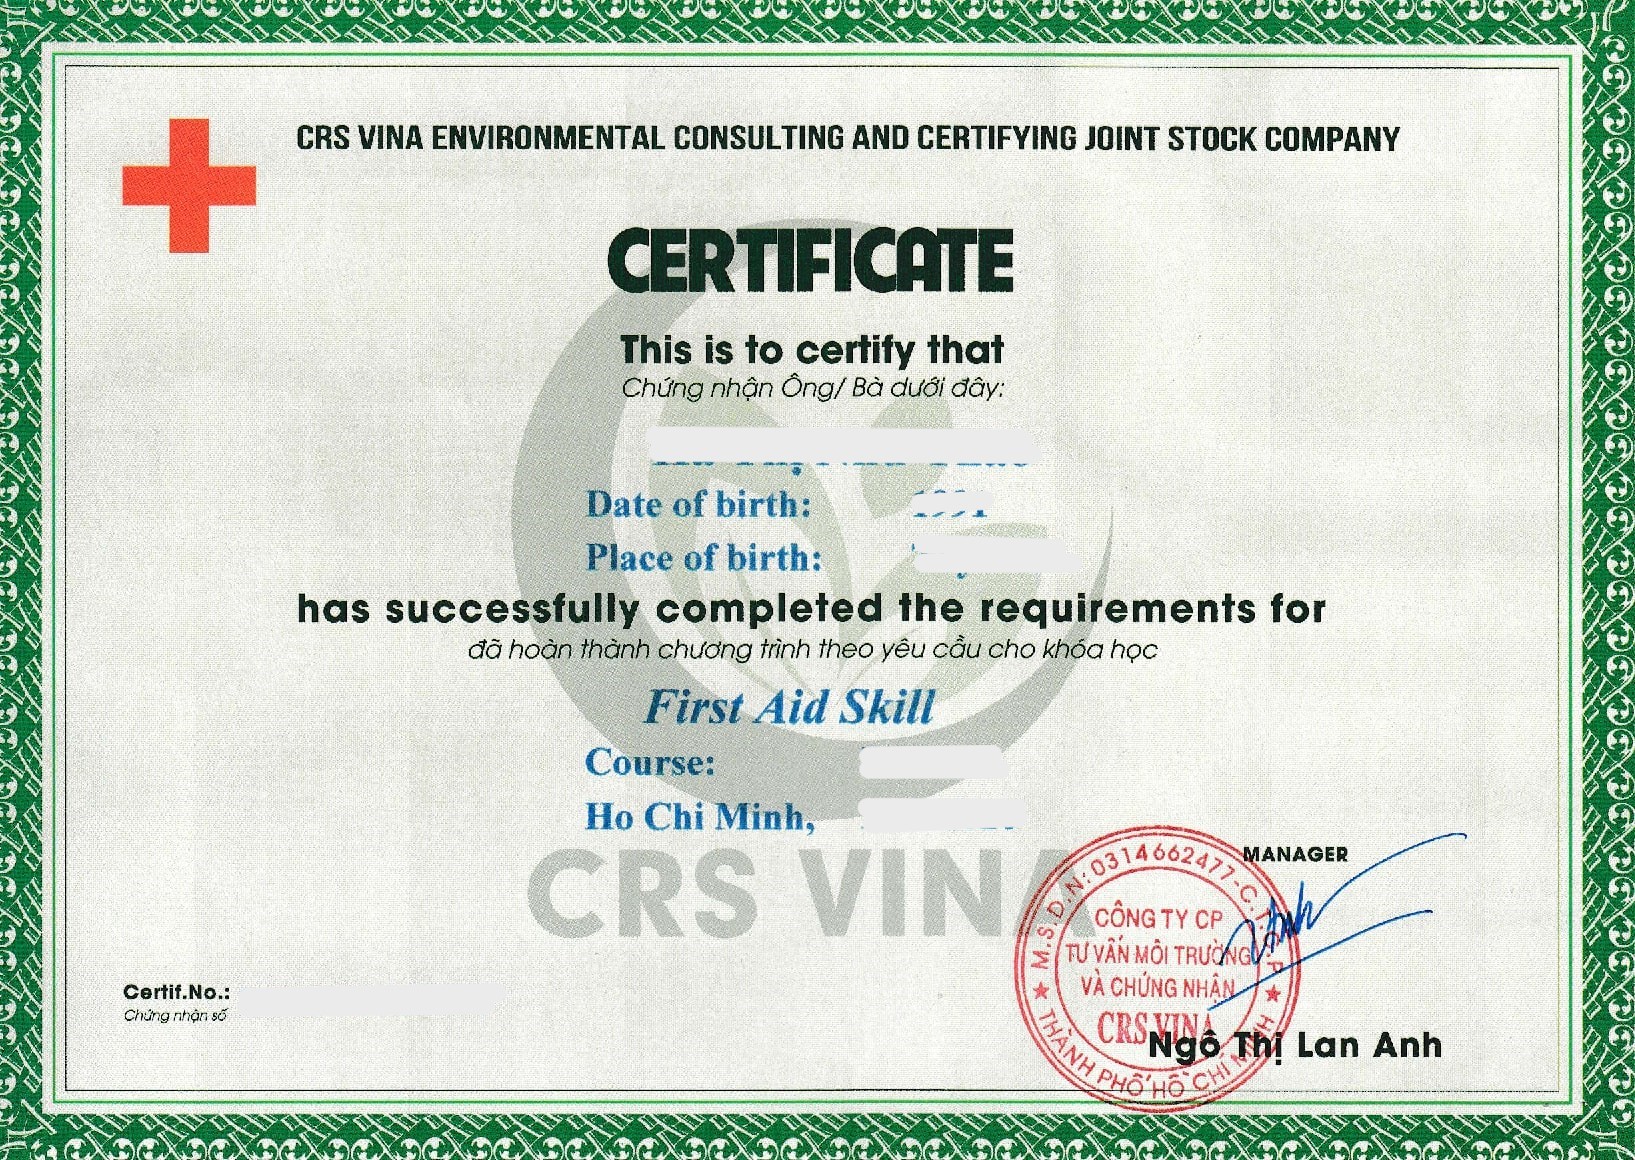 CRS VINA ENVIRONMENTAL CONSULTING AND CERTIFYING JOINT STOCK COMPANY
CERTIFICATE
This is to certify that
Chứng nhận Ông/ Bà dưới đây:
Date of birth:
Place of birth:
has successfully completed the requirements for
đã hoàn thành chương trình theo yêu cầu cho khóa học
First Aid Skill
Course:
Ho Chi Minh,
CRS VINA
MANAGER
M.S.D.N: 0314662477-C.T.C.P
CÔNG TY CP
TƯ VẤN MÔI TRƯỜNG
VÀ CHỨNG NHẬN
CRS VINA
THÀNH PHỐ HỒ CHÍ MINH
Ngô Thị Lan Anh
Certif.No.:
Chứng nhận số